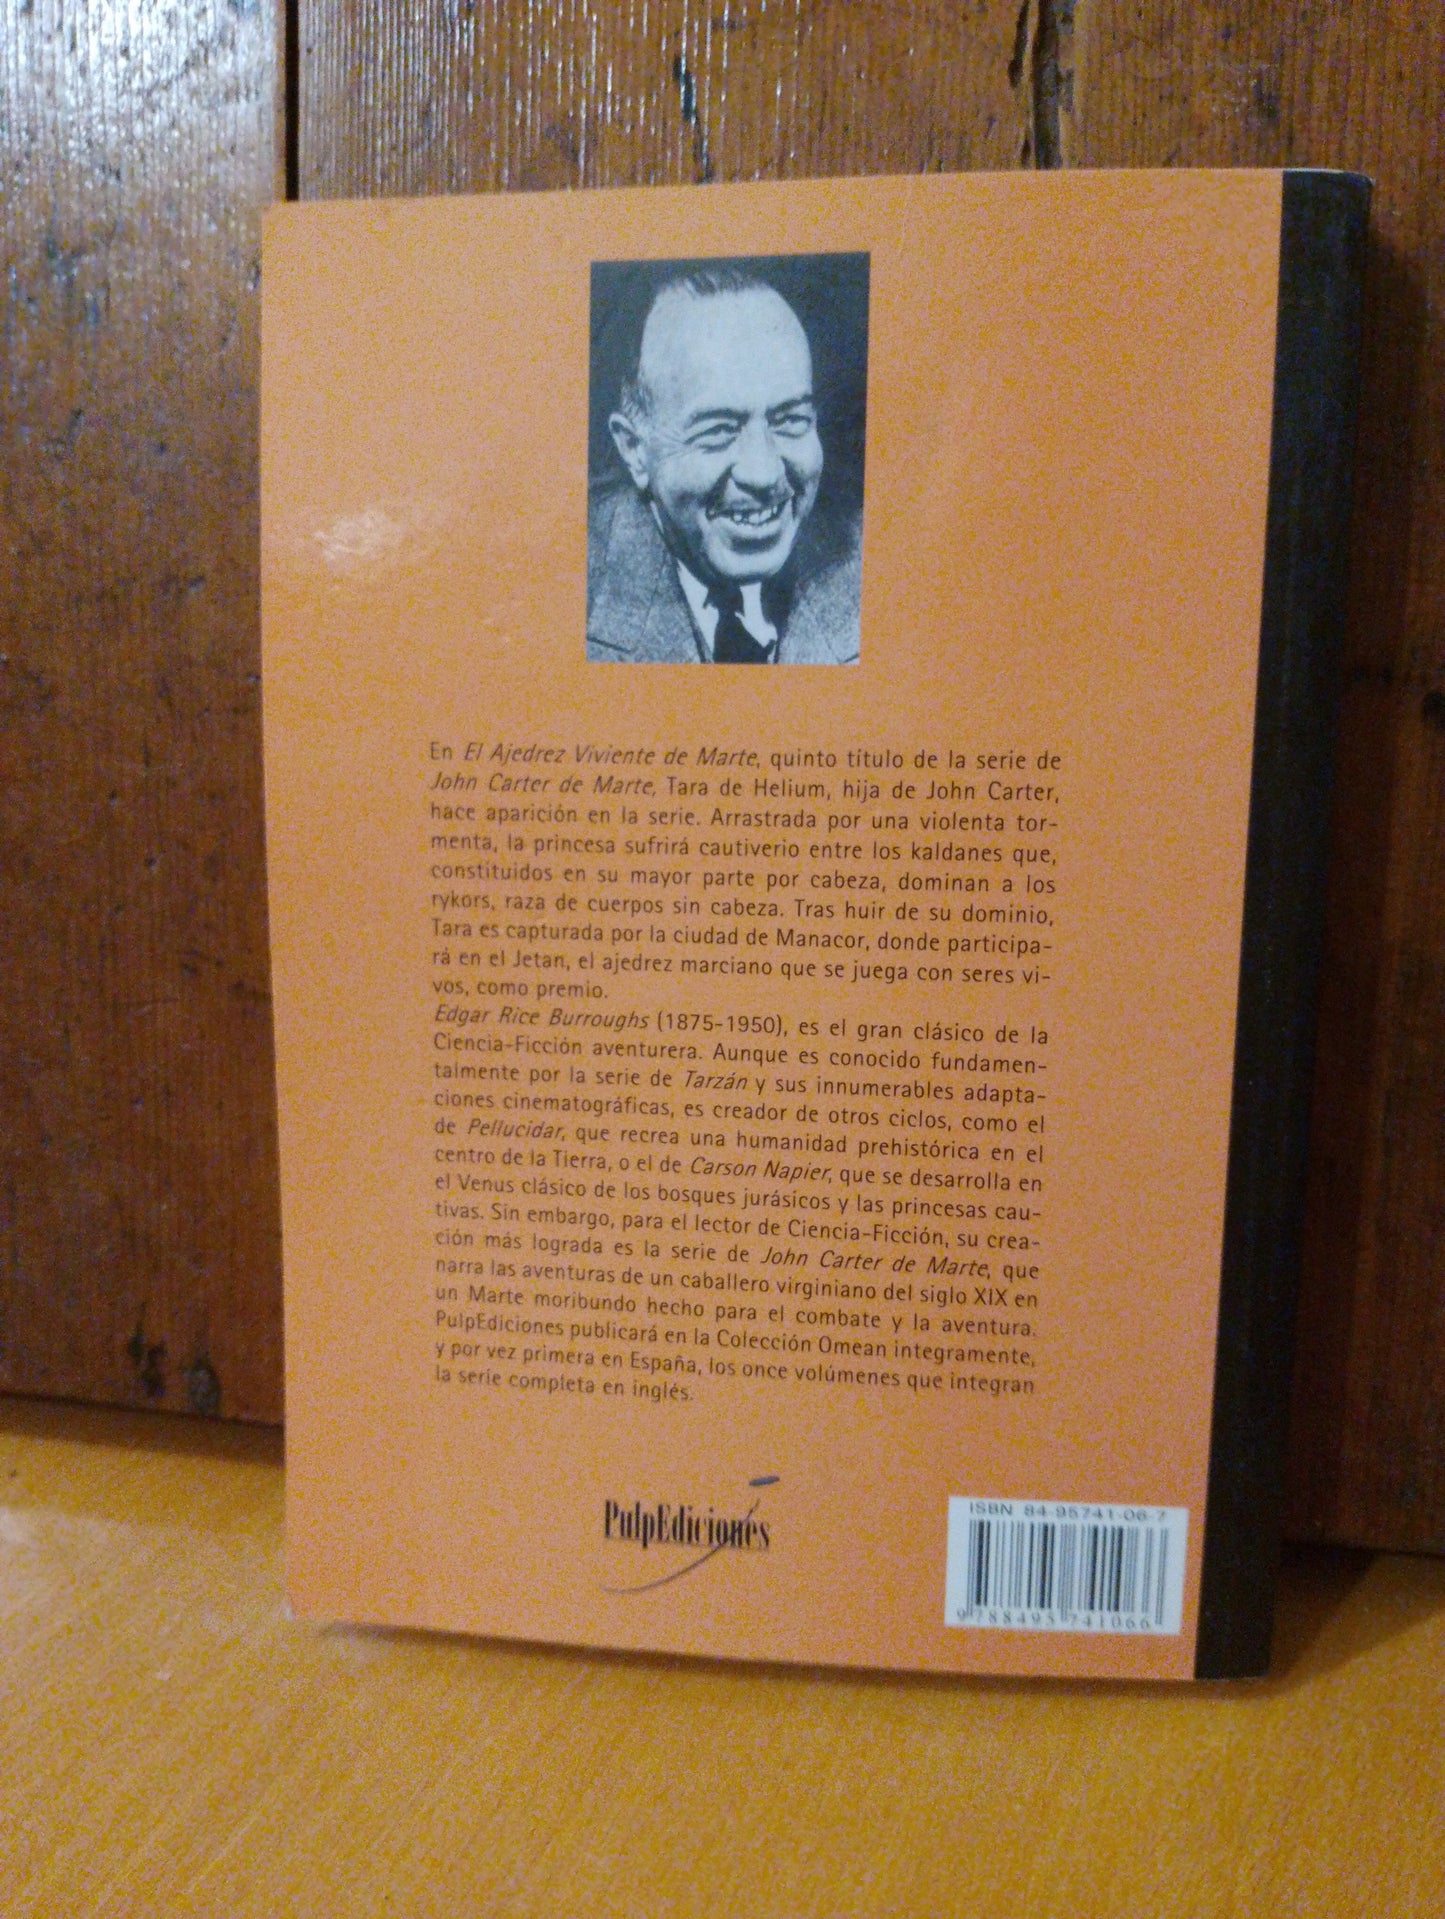 En El Ajedrez Viviente de Marte, quinto título de la serie de
John Carter de Marte, Tara de Helium, hija de John Carter,
hace aparición en la serie. Arrastrada por una violenta tor-
menta, la princesa sufrirá cautiverio entre los kaldanes que,
constituidos en su mayor parte por cabeza, dominan a los
rykors, raza de cuerpos sin cabeza. Tras huir de su dominio,
Tara es capturada por la ciudad de Manacor, donde participa-
rá en el Jetan, el ajedrez marciano que se juega con seres vi-
vos, como premio.
Edgar Rice Burroughs (1875-1950), es el gran clásico de la
Ciencia-Ficción aventurera. Aunque es conocido fundamen-
talmente por la serie de Tarzán y sus innumerables adapta-
ciones cinematográficas, es creador de otros ciclos, como el
de Pellucidar, que recrea una humanidad prehistórica en el
centro de la Tierra, o el de Carson Napier, que se desarrolla en
el Venus clásico de los bosques jurásicos y las princesas cau-
tivas. Sin embargo, para el lector de Ciencia-Ficción, su crea-
ción más lograda es la serie de John Carter de Marte, que
narra las aventuras de un caballero virginiano del siglo XIX en
un Marte moribundo hecho para el combate y la aventura.
PulpEdiciones publicará en la Colección Omean integramente,
y por vez primera en España, los once volúmenes que integran
la serie completa en inglés.
PulpEdiciones
ISBN 84-95741-06-7
9 788495 741066